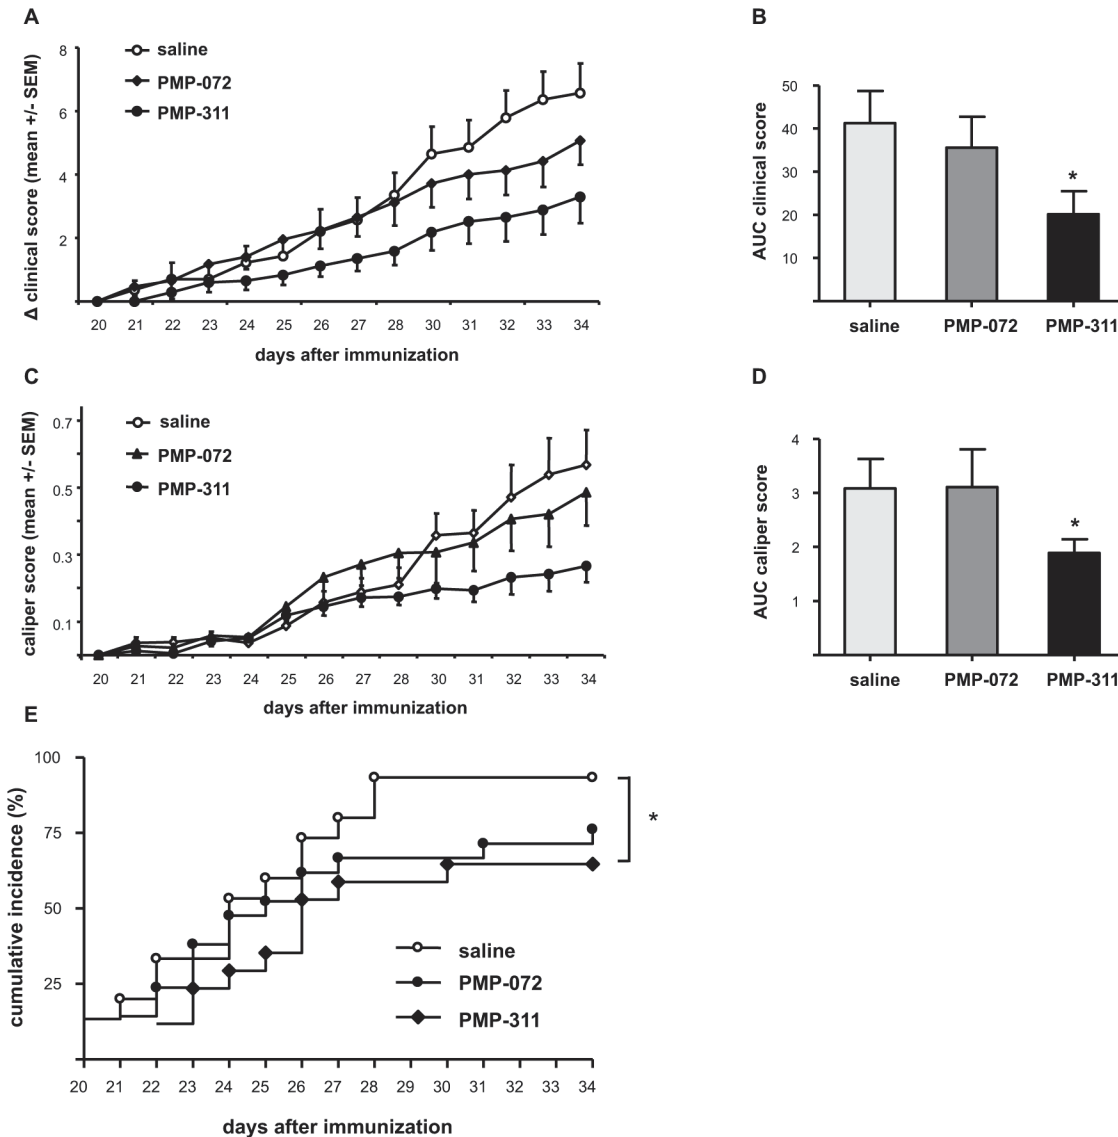 A
Δ clinical score (mean +/- SEM)
8
6
4
2
saline
PMP-072
PMP-311
20 21 22 23 24 25 26 27 28 30 31 32 33 34
days after immunization
B
AUC clinical score
50
40
30
20
10
*
saline PMP-072 PMP-311
C
caliper score (mean +/- SEM)
0.7
0.5
0.3
0.1
saline
PMP-072
PMP-311
20 21 22 23 24 25 26 27 28 30 31 32 33 34
days after immunization
D
AUC caliper score
4
3
2
1
*
saline PMP-072 PMP-311
E
cumulative incidence (%)
100
75
50
25
*
saline
PMP-072
PMP-311
20 21 22 23 24 25 26 27 28 29 30 31 32 33 34
days after immunization